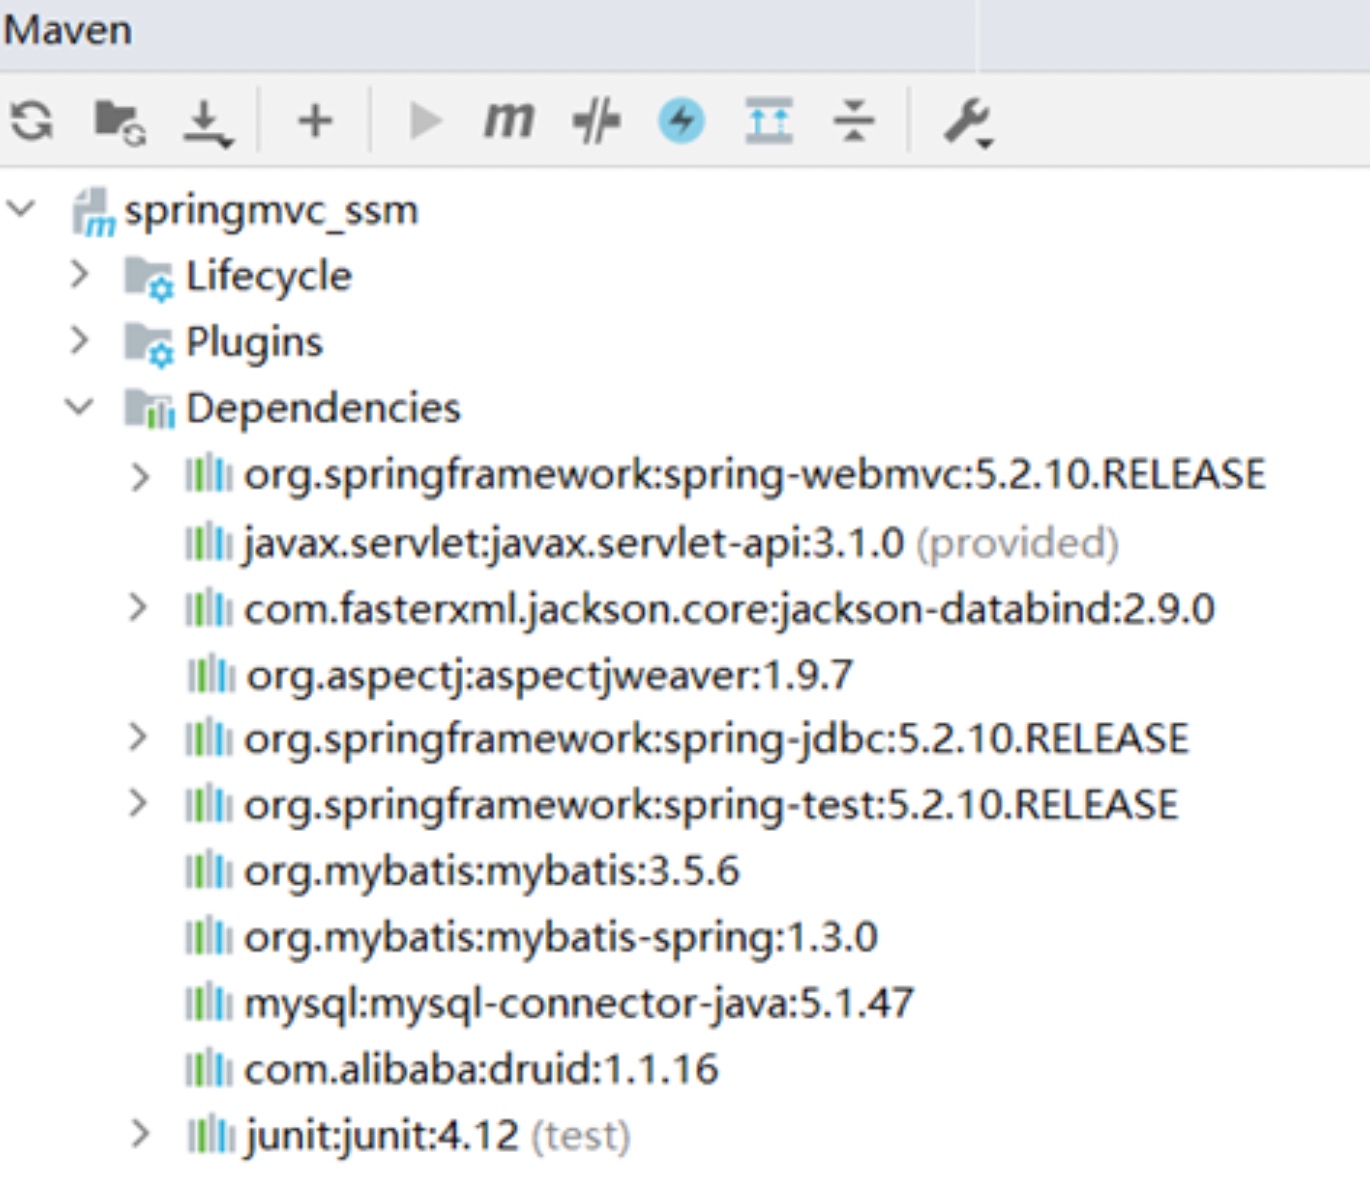 Maven
springmvc_ssm
Lifecycle
Plugins
Dependencies
org.springframework:spring-webmvc:5.2.10.RELEASE
javax.servlet:javax.servlet-api:3.1.0 (provided)
com.fasterxml.jackson.core:jackson-databind:2.9.0
org.aspectj:aspectjweaver:1.9.7
org.springframework:spring-jdbc:5.2.10.RELEASE
org.springframework:spring-test:5.2.10.RELEASE
org.mybatis:mybatis:3.5.6
org.mybatis:mybatis-spring:1.3.0
mysql:mysql-connector-java:5.1.47
com.alibaba:druid:1.1.16
junit:junit:4.12 (test)